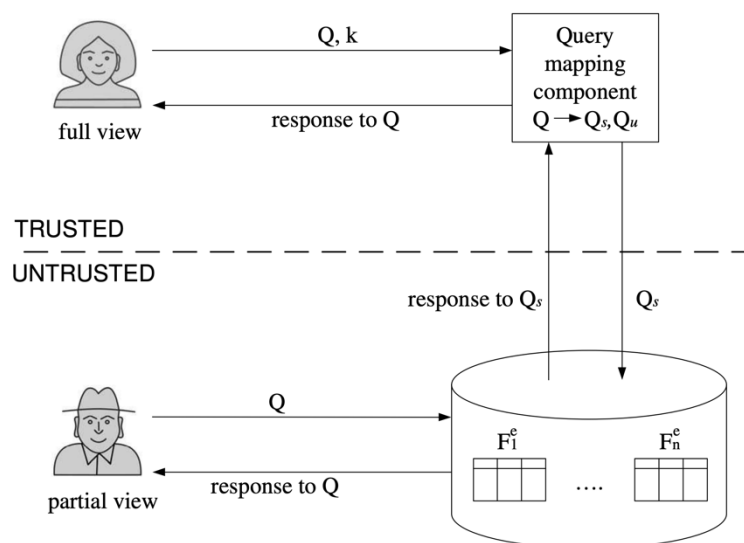 Q, k
response to Q
full view
Query
mapping
component
Q → Qs, Qu
TRUSTED
UNTRUSTED
response to Qs
Qs
Q
response to Q
partial view
F₁ᵉ
....
Fₙᵉ